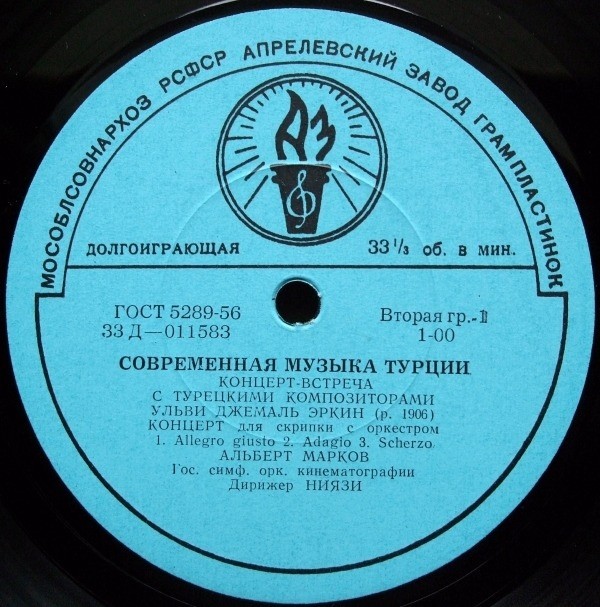 МОСОБЛСОВНАРХОЗ РСФСР АПРЕЛЕВСКИЙ ЗАВОД ГРАМПЛАСТИНОК
АЗ
ДОЛГОИГРАЮЩАЯ 33 1/3 об. в мин.
ГОСТ 5289-56 Вторая гр.-1
33 Д—011583 1-00
СОВРЕМЕННАЯ МУЗЫКА ТУРЦИИ
КОНЦЕРТ-ВСТРЕЧА
С ТУРЕЦКИМИ КОМПОЗИТОРАМИ
УЛЬВИ ДЖЕМАЛЬ ЭРКИН (р. 1906)
КОНЦЕРТ для скрипки с оркестром
1. Allegro giusto 2. Adagio 3. Scherzo
АЛЬБЕРТ МАРКОВ
Гос. симф. орк. кинематографии
Дирижер НИЯЗИ